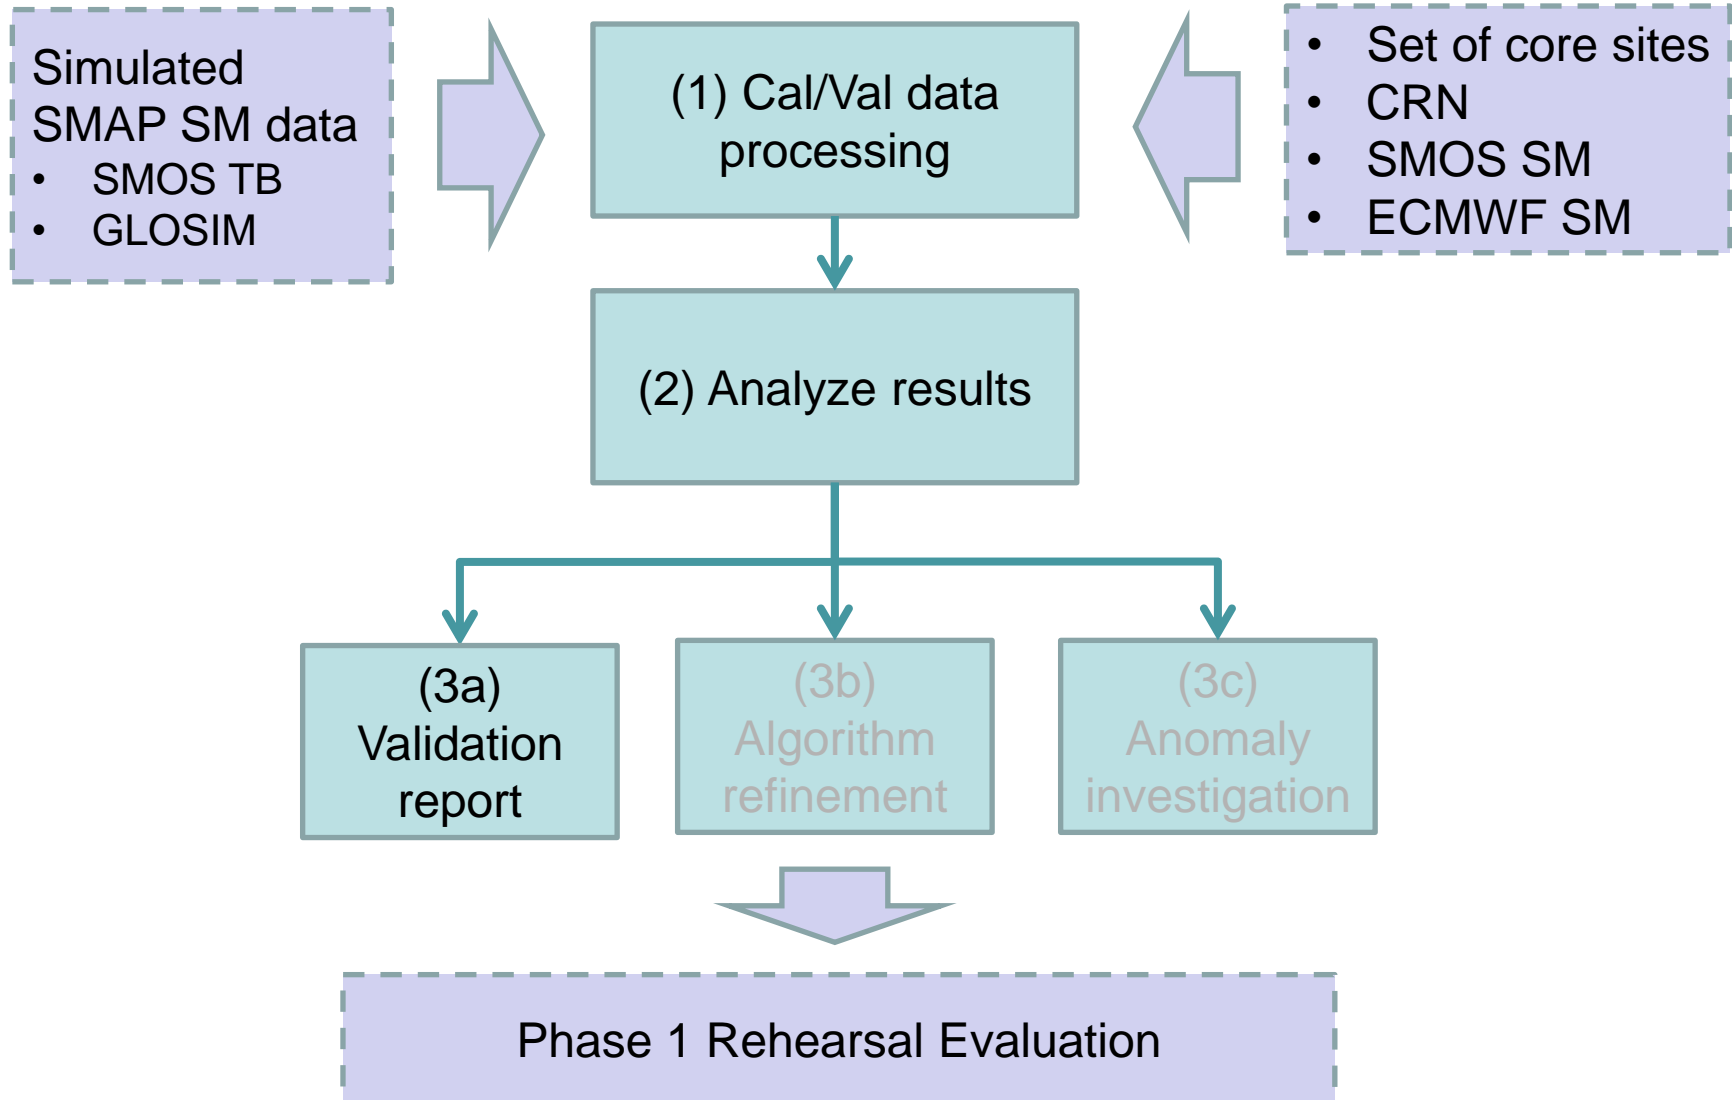 Simulated
SMAP SM data
• SMOS TB
• GLOSIM
(1) Cal/Val data
processing
• Set of core sites
• CRN
• SMOS SM
• ECMWF SM
(2) Analyze results
(3a)
Validation
report
(3b)
Algorithm
refinement
(3c)
Anomaly
investigation
Phase 1 Rehearsal Evaluation